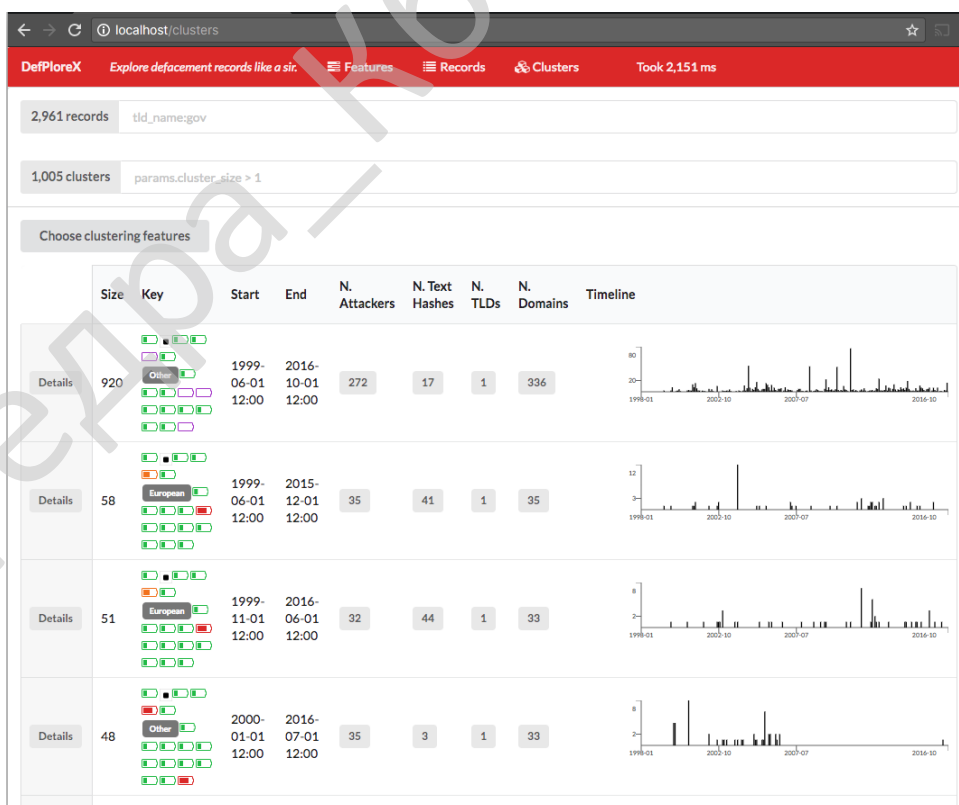 localhost/clusters
DefPloreX Explore defacement records like a sir. Features Records Clusters Took 2,151 ms
2,961 records tld_name:gov
1,005 clusters params.cluster_size > 1
Choose clustering features
Size Key Start End N. Attackers N. Text Hashes N. TLDs N. Domains Timeline
Details 920 Other 1999-06-01 12:00 2016-10-01 12:00 272 17 1 336
80
20
1998-01 2002-10 2007-07 2016-10
Details 58 European 1999-06-01 12:00 2015-12-01 12:00 35 41 1 35
12
3
1998-01 2002-10 2007-07 2016-10
Details 51 European 1999-11-01 12:00 2016-06-01 12:00 32 44 1 33
8
2
1998-01 2002-10 2007-07 2016-10
Details 48 Other 2000-01-01 12:00 2016-07-01 12:00 35 3 1 33
8
2
1998-01 2002-10 2007-07 2016-10